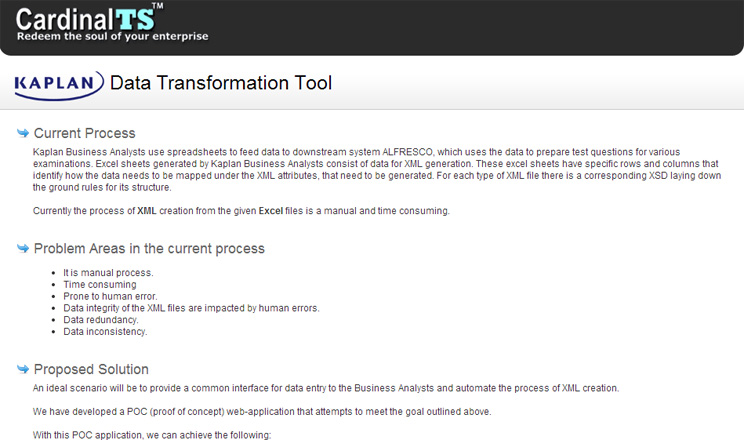 CardinalTS™
Redeem the soul of your enterprise
KAPLAN Data Transformation Tool
Current Process
Kaplan Business Analysts use spreadsheets to feed data to downstream system ALFRESCO, which uses the data to prepare test questions for various
examinations. Excel sheets generated by Kaplan Business Analysts consist of data for XML generation. These excel sheets have specific rows and columns that
identify how the data needs to be mapped under the XML attributes, that need to be generated. For each type of XML file there is a corresponding XSD laying down
the ground rules for its structure.
Currently the process of XML creation from the given Excel files is a manual and time consuming.
Problem Areas in the current process
• It is manual process.
• Time consuming
• Prone to human error.
• Data integrity of the XML files are impacted by human errors.
• Data redundancy.
• Data inconsistency.
Proposed Solution
An ideal scenario will be to provide a common interface for data entry to the Business Analysts and automate the process of XML creation.
We have developed a POC (proof of concept) web-application that attempts to meet the goal outlined above.
With this POC application, we can achieve the following: